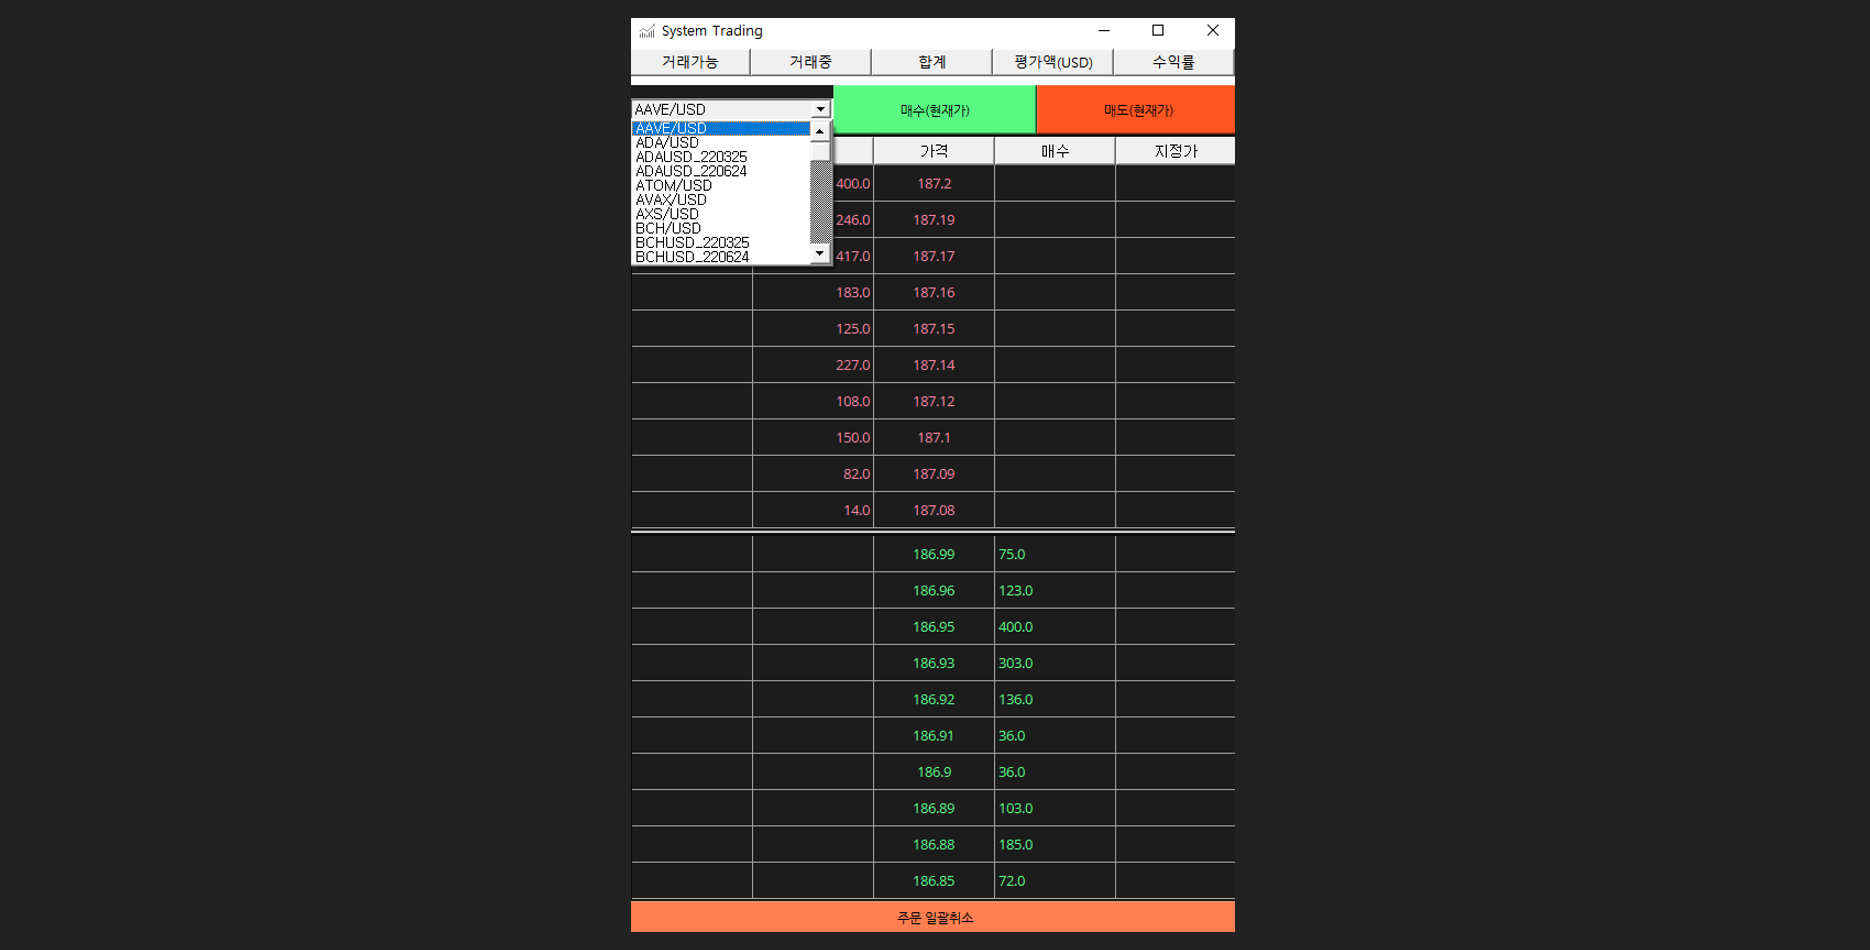 System Trading
거래가능 거래중 합계 평가액(USD) 수익률
AAVE/USD 매수(현재가) 매도(현재가)
AAVE/USD
ADA/USD
ADAUSD_220325
ADAUSD_220624
ATOM/USD
AVAX/USD
AXS/USD
BCH/USD
BCHUSD_220325
BCHUSD_220624
가격 매수 지정가
400.0 187.2
246.0 187.19
417.0 187.17
183.0 187.16
125.0 187.15
227.0 187.14
108.0 187.12
150.0 187.1
82.0 187.09
14.0 187.08
186.99 75.0
186.96 123.0
186.95 400.0
186.93 303.0
186.92 136.0
186.91 36.0
186.9 36.0
186.89 103.0
186.88 185.0
186.85 72.0
주문 일괄취소